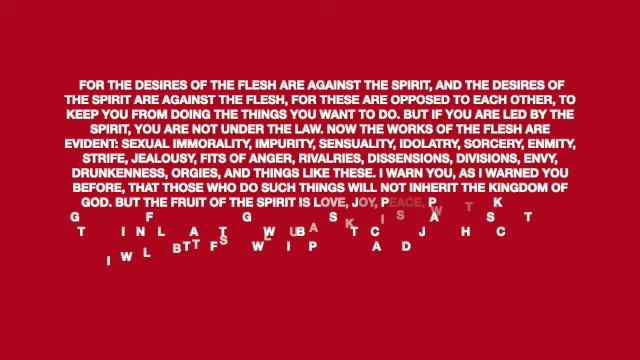 FOR THE DESIRES OF THE FLESH ARE AGAINST THE SPIRIT, AND THE DESIRES OF
THE SPIRIT ARE AGAINST THE FLESH, FOR THESE ARE OPPOSED TO EACH OTHER, TO
KEEP YOU FROM DOING THE THINGS YOU WANT TO DO. BUT IF YOU ARE LED BY THE
SPIRIT, YOU ARE NOT UNDER THE LAW. NOW THE WORKS OF THE FLESH ARE
EVIDENT: SEXUAL IMMORALITY, IMPURITY, SENSUALITY, IDOLATRY, SORCERY, ENMITY,
STRIFE, JEALOUSY, FITS OF ANGER, RIVALRIES, DISSENSIONS, DIVISIONS, ENVY,
DRUNKENNESS, ORGIES, AND THINGS LIKE THESE. I WARN YOU, AS I WARNED YOU
BEFORE, THAT THOSE WHO DO SUCH THINGS WILL NOT INHERIT THE KINGDOM OF
GOD. BUT THE FRUIT OF THE SPIRIT IS LOVE, JOY, PEACE, P W T K
G F G S K I S A S T
T I N L A T S L W U B A T C J H C
I W L B T T F W I P A D